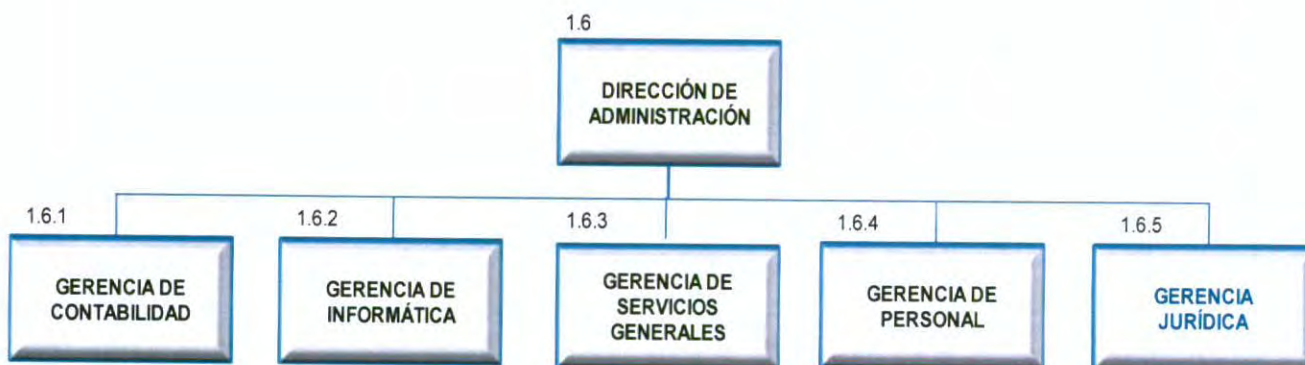 1.6
DIRECCIÓN DE
ADMINISTRACIÓN
1.6.1
GERENCIA DE
CONTABILIDAD
1.6.2
GERENCIA DE
INFORMÁTICA
1.6.3
GERENCIA DE
SERVICIOS
GENERALES
1.6.4
GERENCIA DE
PERSONAL
1.6.5
GERENCIA
JURÍDICA